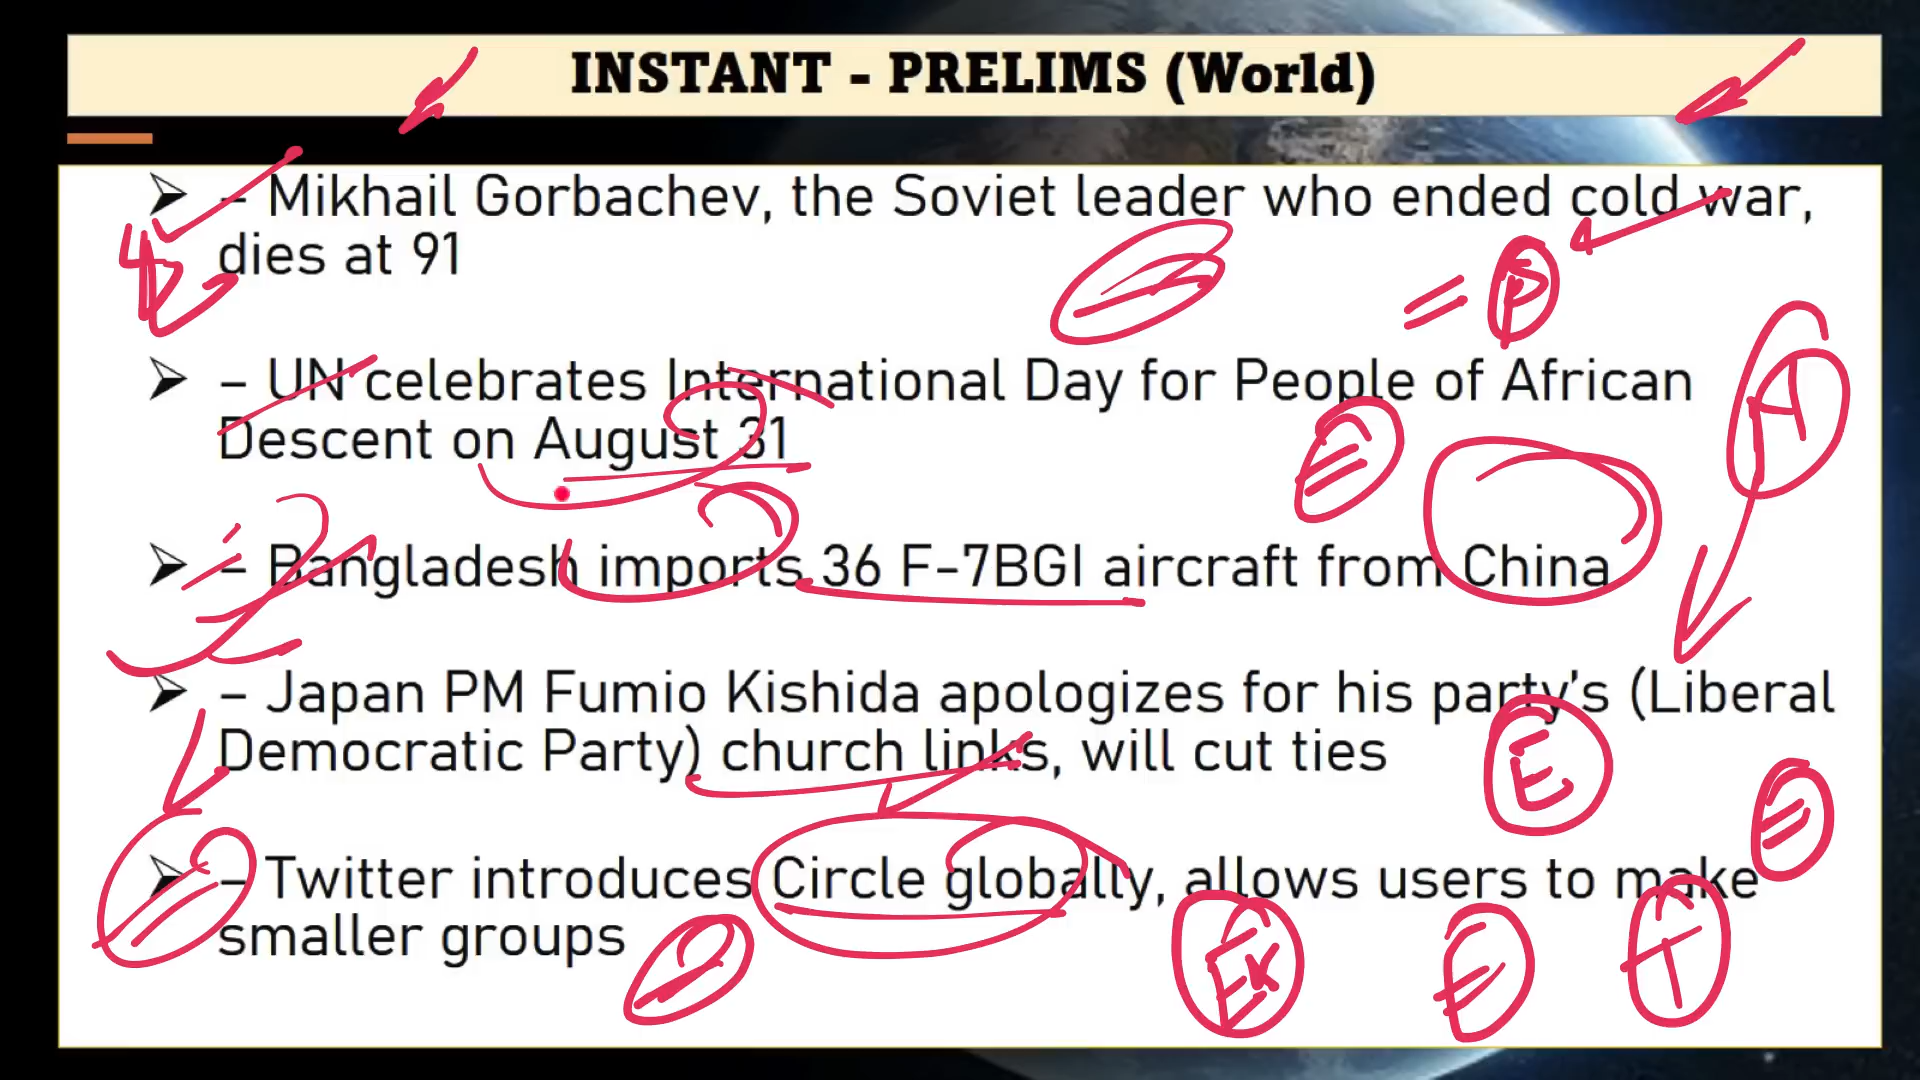 INSTANT - PRELIMS (World)
➢ – Mikhail Gorbachev, the Soviet leader who ended cold war,
dies at 91
= P
➢ – UN celebrates International Day for People of African
Descent on August 31
A
➢ – Bangladesh imports 36 F-7BGI aircraft from China
➢ – Japan PM Fumio Kishida apologizes for his party's (Liberal
Democratic Party) church links, will cut ties
E
➢ – Twitter introduces Circle globally, allows users to make
smaller groups
EK
T